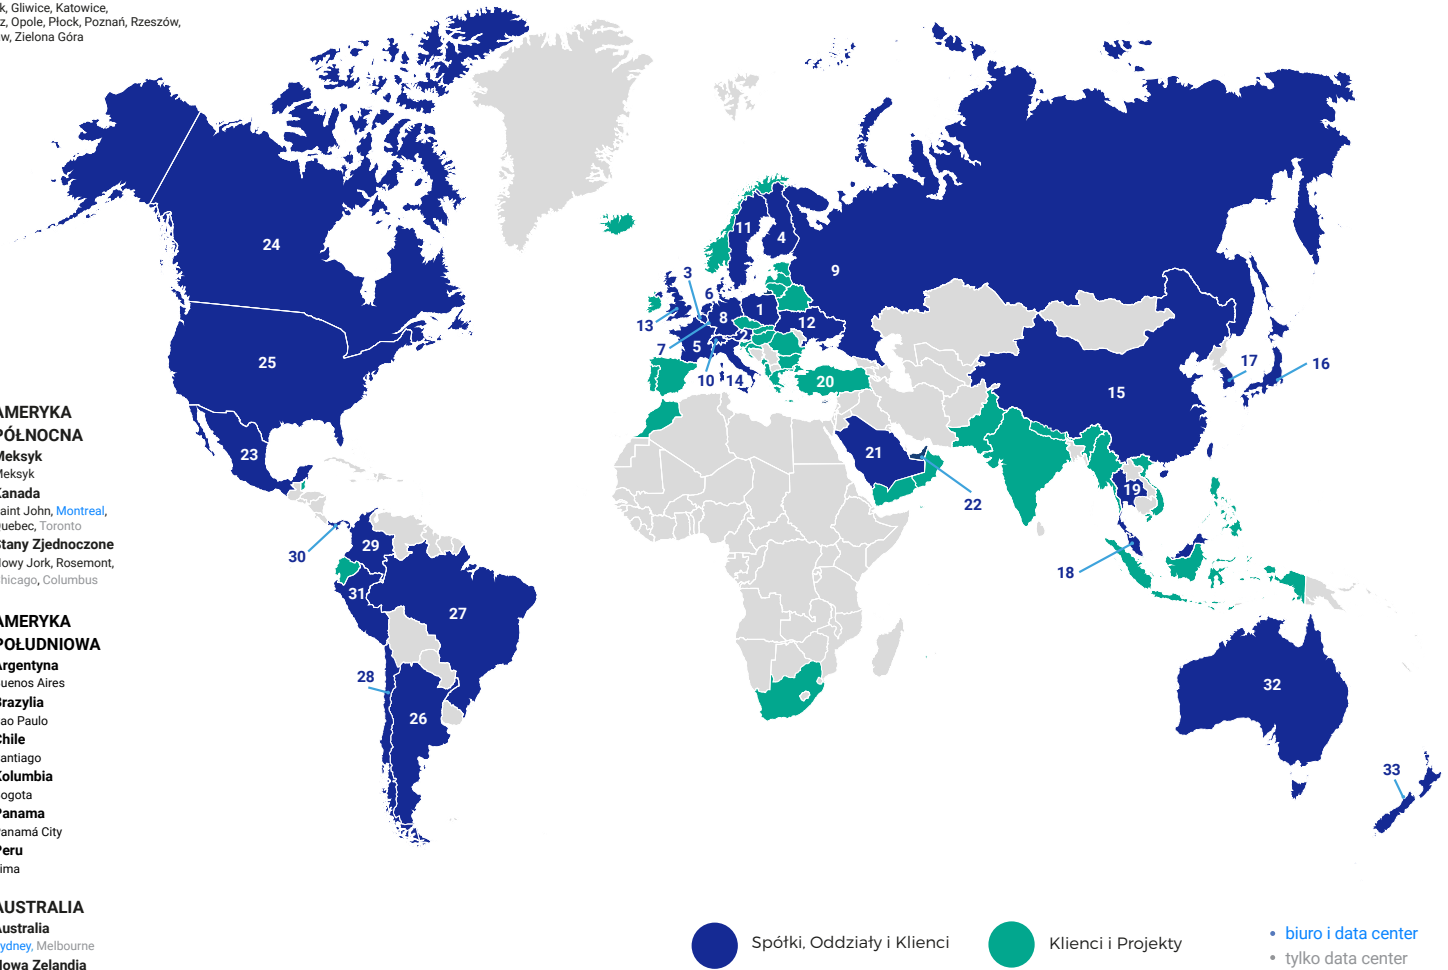 k, Gliwice, Katowice,
z, Opole, Płock, Poznań, Rzeszów,
w, Zielona Góra
AMERYKA
PÓŁNOCNA
Meksyk
Meksyk
Kanada
aint John, Montreal,
Quebec, Toronto
Stany Zjednoczone
Nowy Jork, Rosemont,
hicago, Columbus
AMERYKA
POŁUDNIOWA
Argentyna
uenos Aires
Brazylia
ao Paulo
Chile
antiago
Kolumbia
ogota
Panama
Panamá City
Peru
ima
AUSTRALIA
Australia
ydney, Melbourne
Nowa Zelandia
24
25
23
30
29
31
27
28
26
11
4
9
3
6
13
8
1
12
7
5
2
10
14
20
21
22
15
17
16
19
18
32
33
Spółki, Oddziały i Klienci
Klienci i Projekty
• biuro i data center
• tylko data center